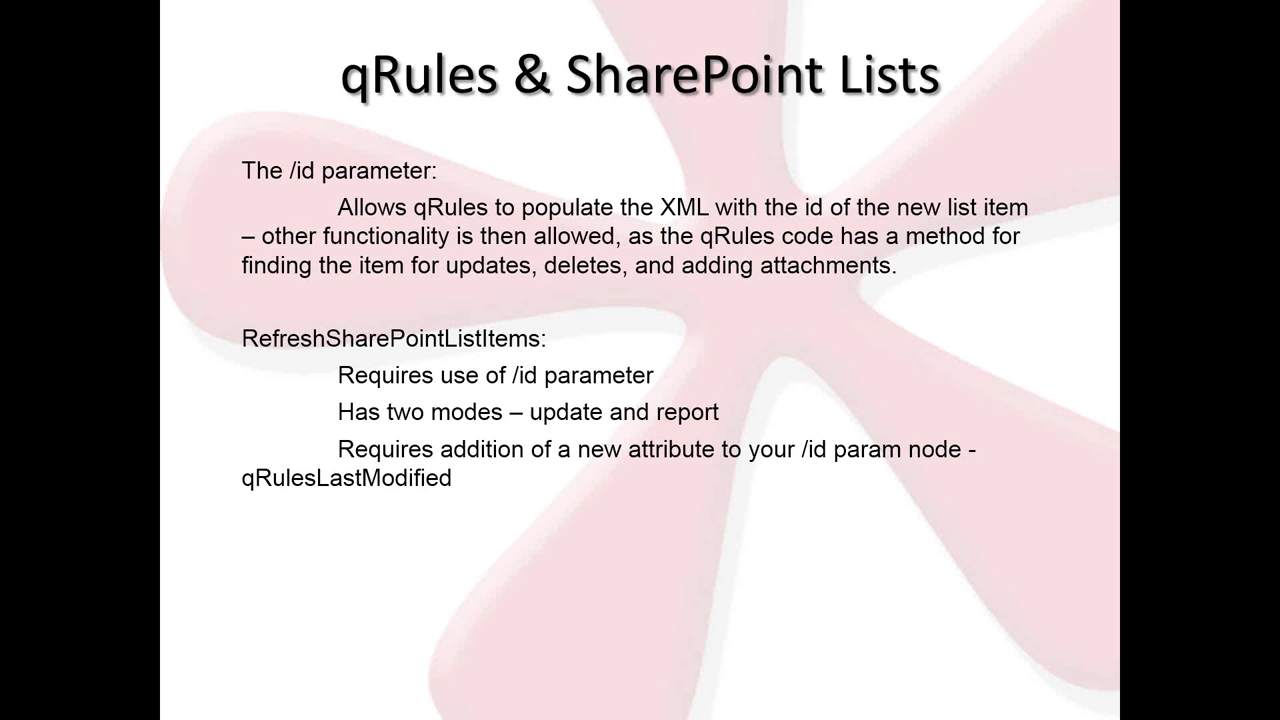 qRules & SharePoint Lists
The /id parameter:
Allows qRules to populate the XML with the id of the new list item
– other functionality is then allowed, as the qRules code has a method for
finding the item for updates, deletes, and adding attachments.
RefreshSharePointListItems:
Requires use of /id parameter
Has two modes – update and report
Requires addition of a new attribute to your /id param node -
qRulesLastModified